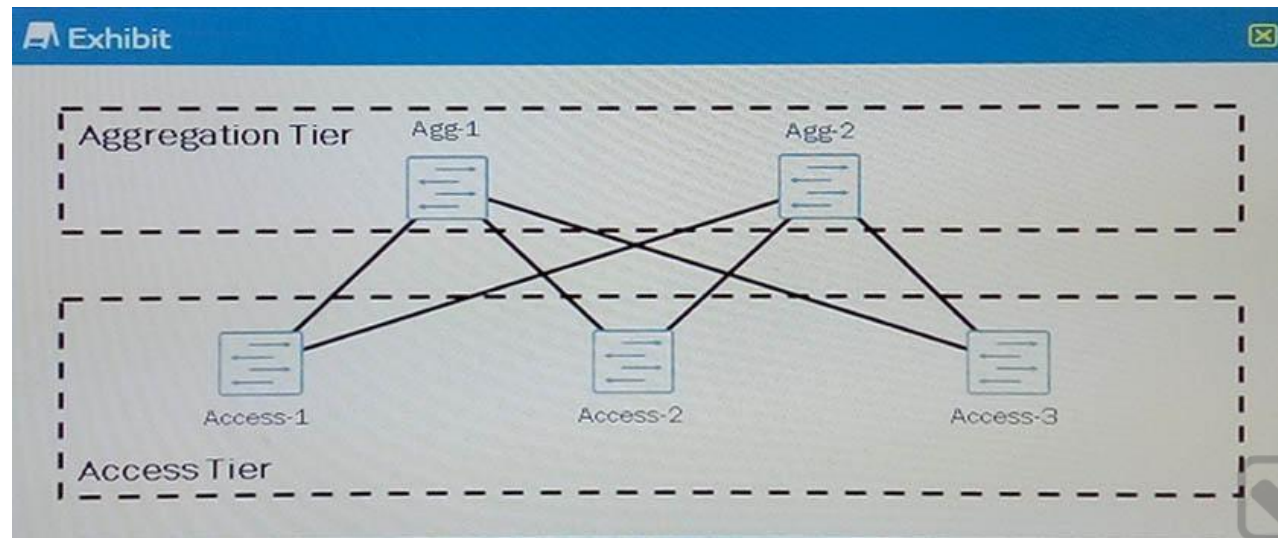 Exhibit
Agg-1
Agg-2
Aggregation Tier
Access-1
Access-2
Access-3
Access Tier